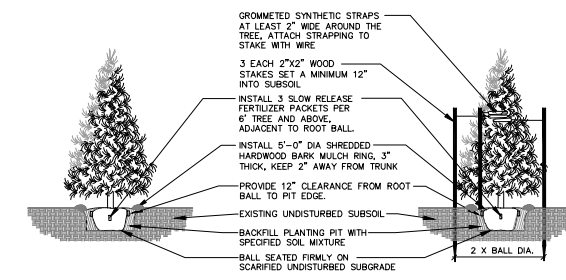 GROMMETED SYNTHETIC STRAPS
AT LEAST 2" WIDE AROUND THE
TREE, ATTACH STRAPPING TO
STAKE WITH WIRE
3 EACH 2"X2" WOOD
STAKES SET A MINIMUM 12"
INTO SUBSOIL
INSTALL 3 SLOW RELEASE
FERTILIZER PACKETS PER
6' TREE AND ABOVE,
ADJACENT TO ROOT BALL.
INSTALL 5'-0" DIA SHREDDED
HARDWOOD BARK MULCH RING, 3"
THICK, KEEP 2" AWAY FROM TRUNK
PROVIDE 12" CLEARANCE FROM ROOT
BALL TO PIT EDGE.
EXISTING UNDISTURBED SUBSOIL
BACKFILL PLANTING PIT WITH
SPECIFIED SOIL MIXTURE
BALL SEATED FIRMLY ON
SCARIFIED UNDISTURBED SUBGRADE
2 X BALL DIA.